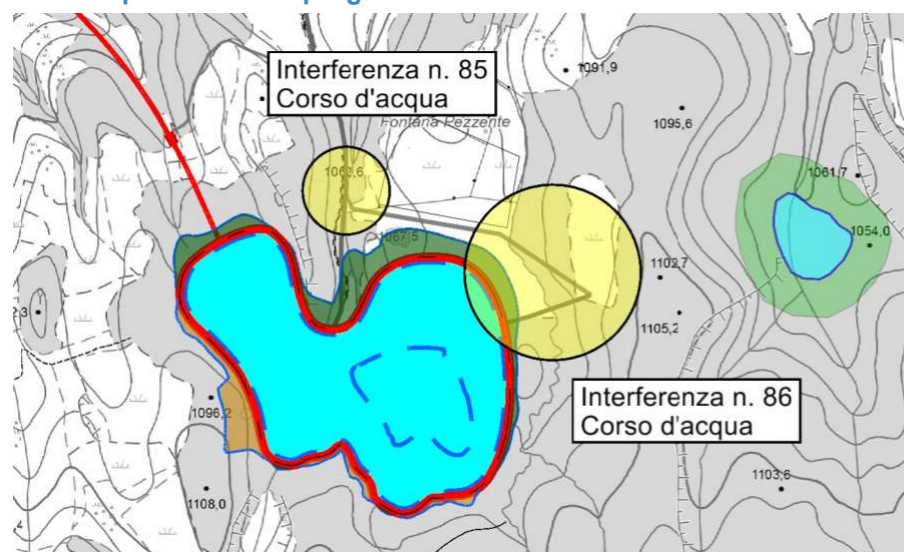 Interferenza n. 85
Corso d'acqua
1091,9
Fontana Pezzente
1095,6
1061,7
1067,5
1054,0
1102,7
1105,2
Interferenza n. 86
Corso d'acqua
1096,2
1103,6
1108,0